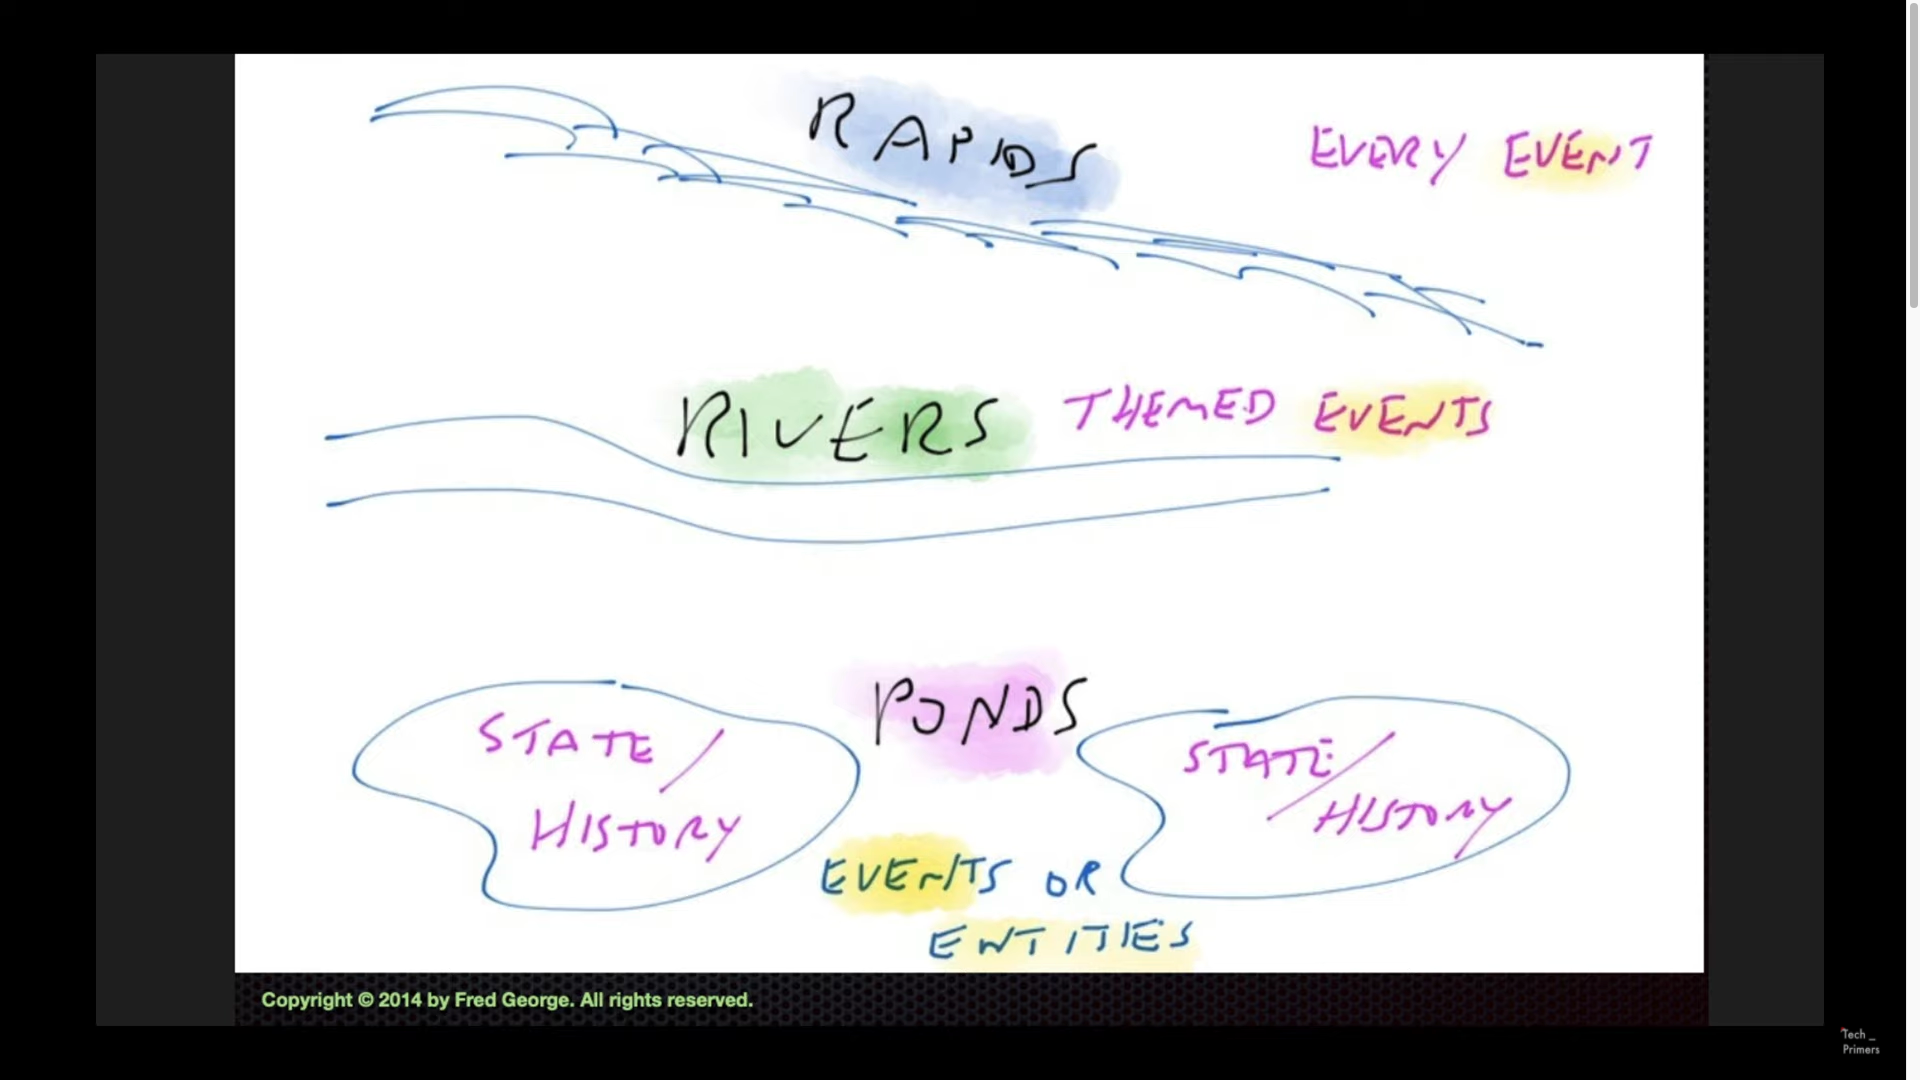 RAPIDS
EVERY EVENT
RIVERS
THEMED EVENTS
PONDS
STATE/
HISTORY
STATE/
HISTORY
EVENTS OR
ENTITIES
Copyright © 2014 by Fred George. All rights reserved.
Tech _
Primers